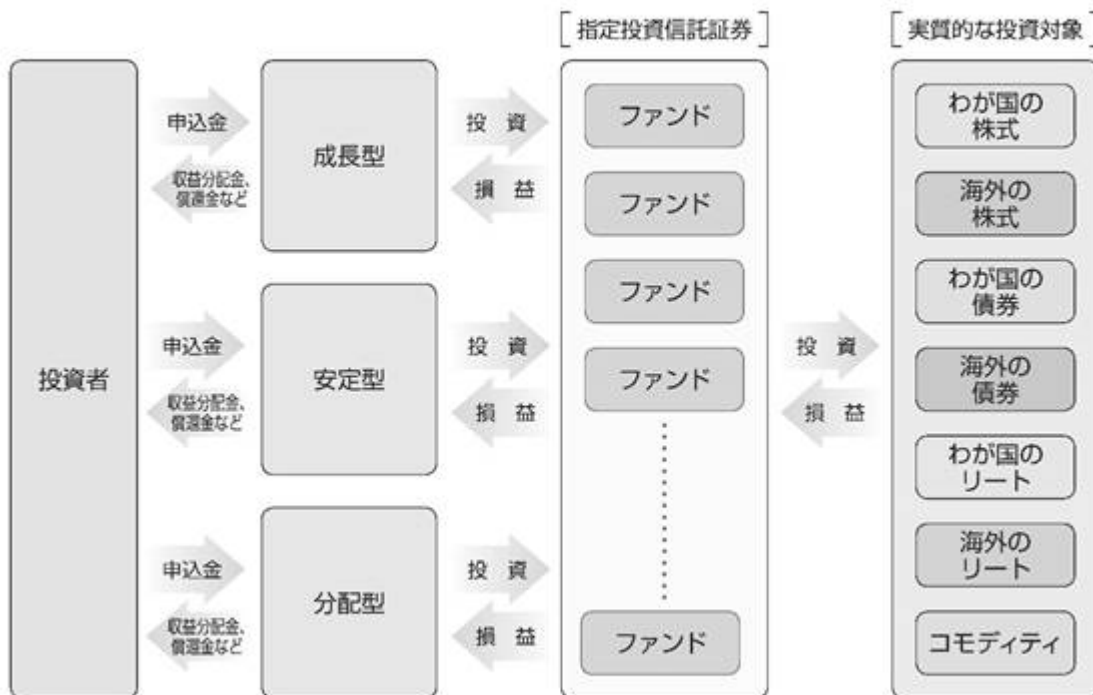 指定投資信託証券
実質的な投資対象
投資者
申込金
収益分配金、
償還金など
成長型
投 資
損 益
申込金
収益分配金、
償還金など
安定型
投 資
損 益
申込金
収益分配金、
償還金など
分配型
投 資
損 益
ファンド
ファンド
ファンド
ファンド
ファンド
投 資
損 益
わが国の
株式
海外の
株式
わが国の
債券
海外の
債券
わが国の
リート
海外の
リート
コモディティ